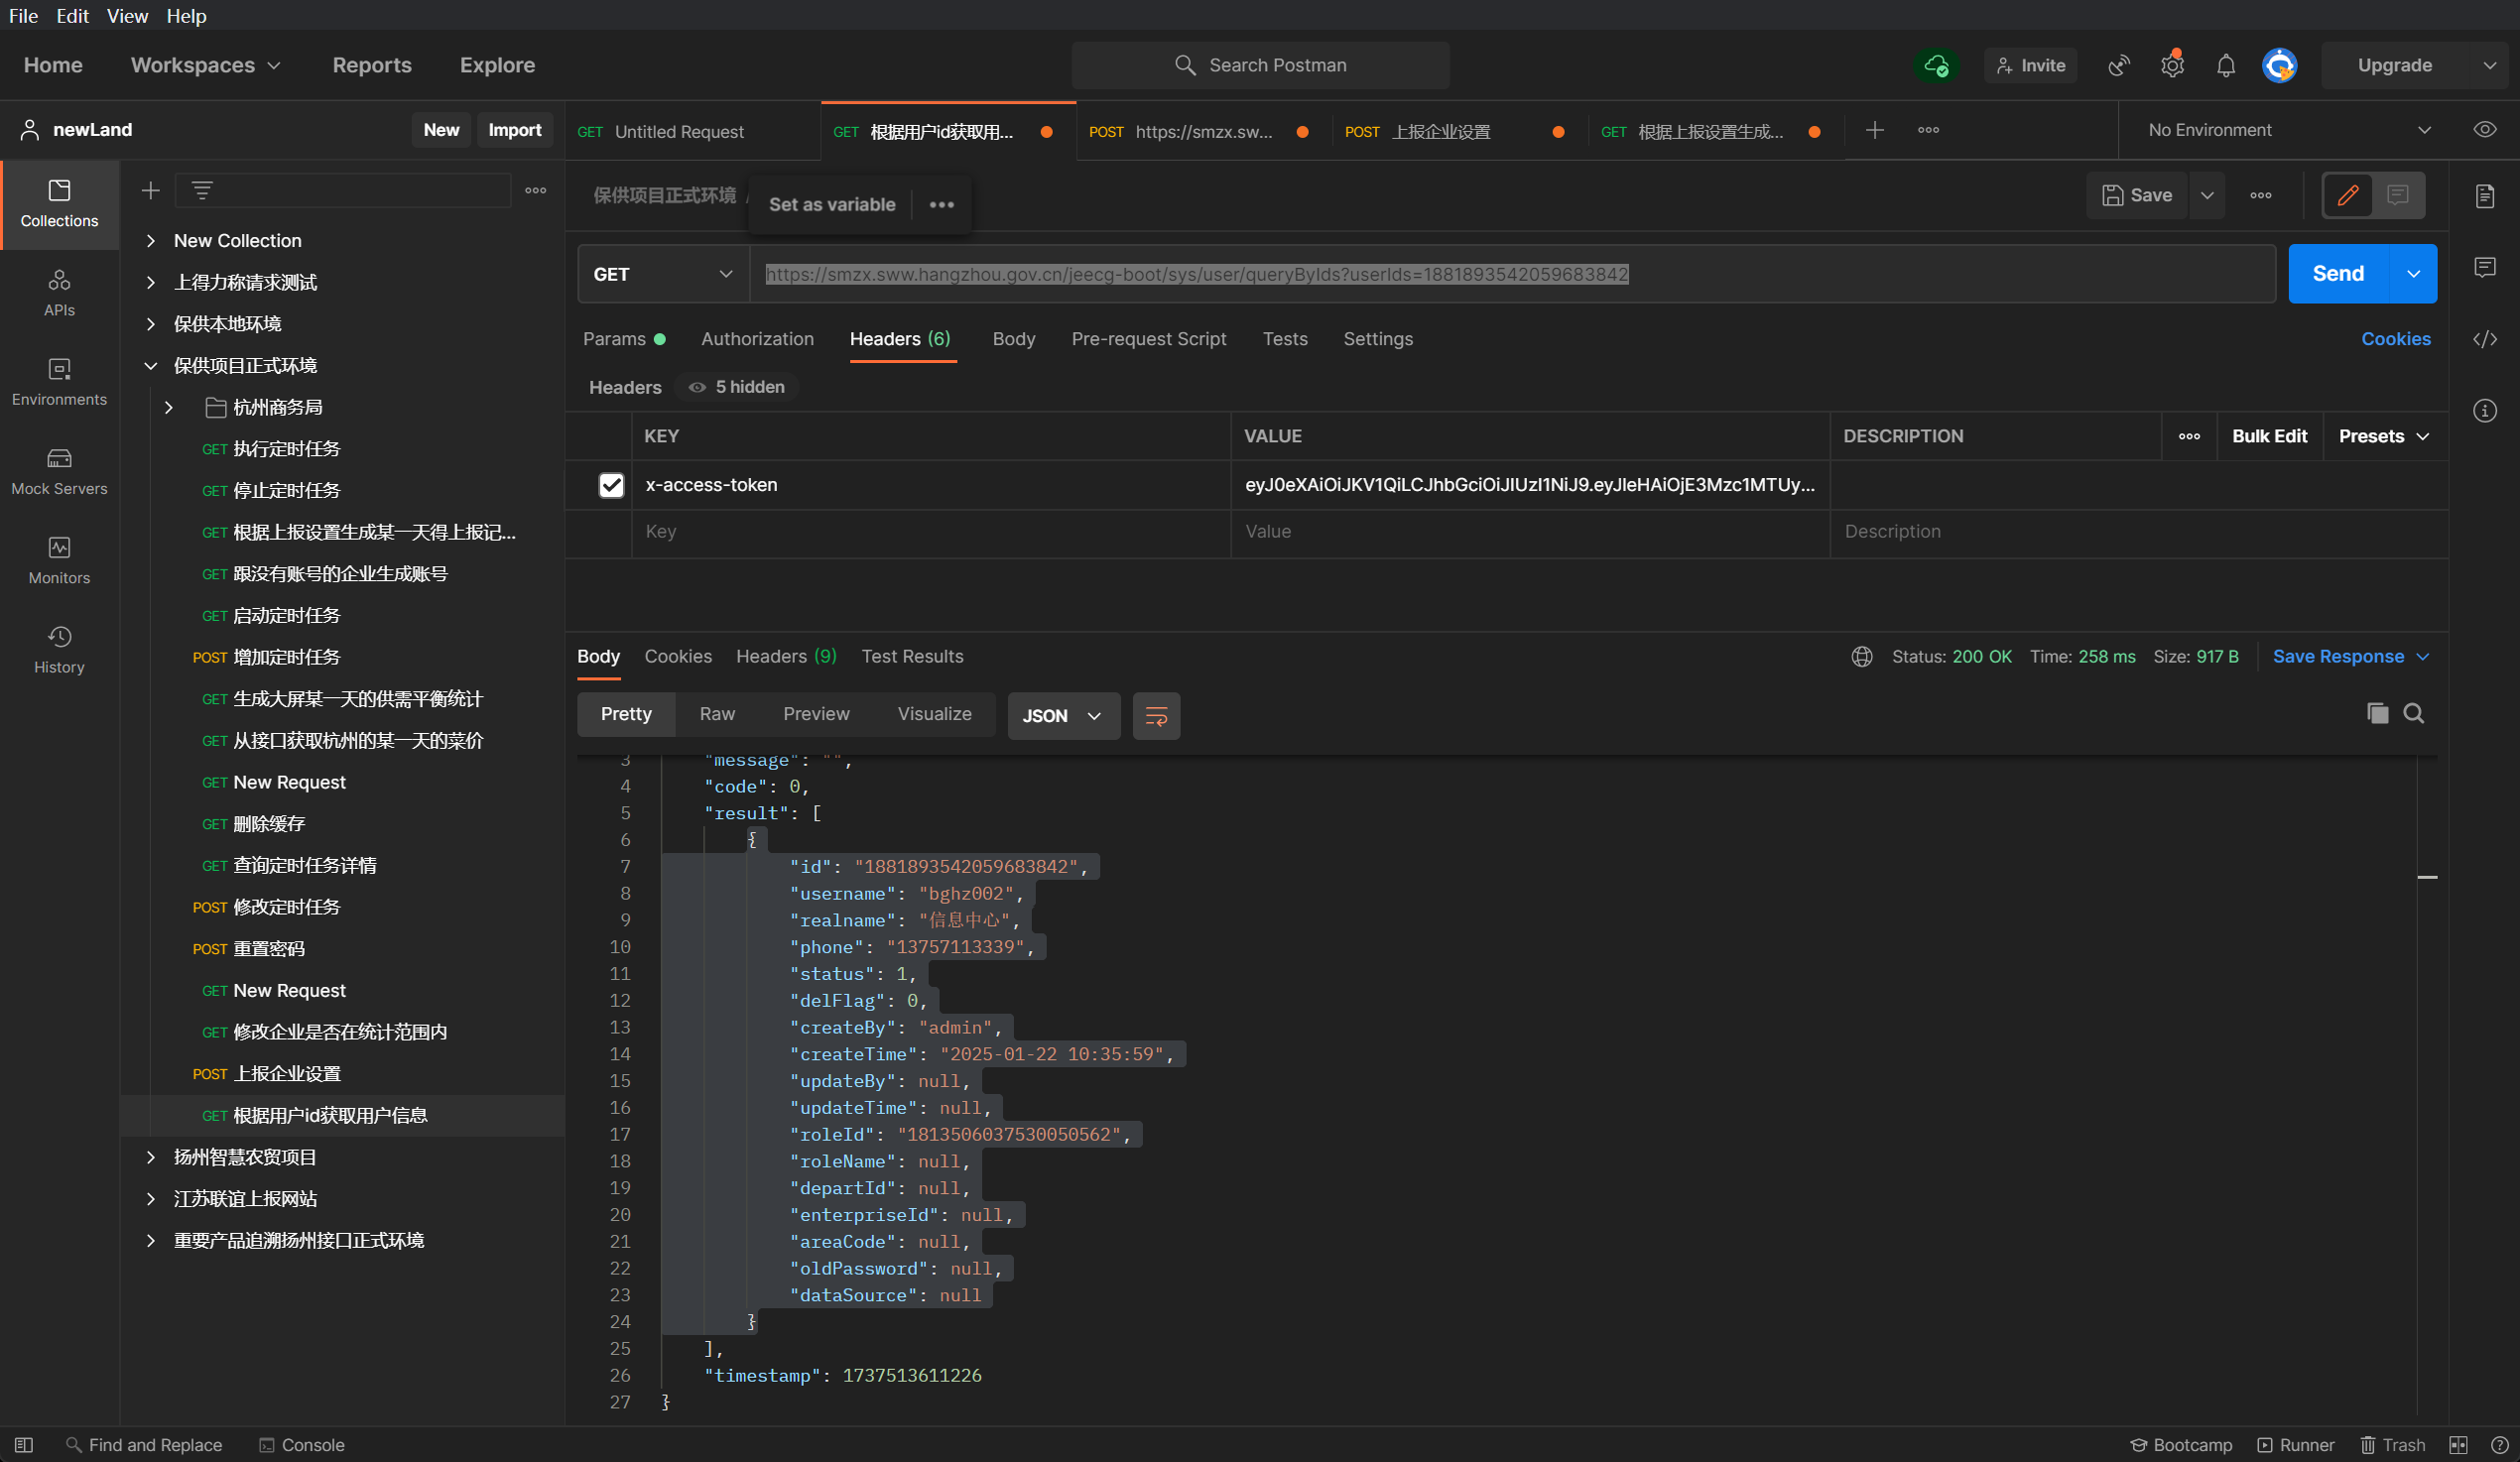 File Edit View Help
Home Workspaces Reports Explore Search Postman Invite Upgrade
newLand New Import
GET Untitled Request GET 根据用户id获取用... POST https://smzx.sw... POST 上报企业设置 GET 根据上报设置生成... No Environment
Collections
APIs
Environments
Mock Servers
Monitors
History
New Collection
上得力称请求测试
保供本地环境
保供项目正式环境
杭州商务局
GET 执行定时任务
GET 停止定时任务
GET 根据上报设置生成某一天得上报记...
GET 跟没有账号的企业生成账号
GET 启动定时任务
POST 增加定时任务
GET 生成大屏某一天的供需平衡统计
GET 从接口获取杭州的某一天的菜价
GET New Request
GET 删除缓存
GET 查询定时任务详情
POST 修改定时任务
POST 重置密码
GET New Request
GET 修改企业是否在统计范围内
POST 上报企业设置
GET 根据用户id获取用户信息
扬州智慧农贸项目
江苏联谊上报网站
重要产品追溯扬州接口正式环境
保供项目正式环境 / Set as variable Save
GET https://smzx.sww.hangzhou.gov.cn/jeecg-boot/sys/user/queryByIds?userIds=1881893542059683842 Send
Params Authorization Headers (6) Body Pre-request Script Tests Settings Cookies
Headers 5 hidden
KEY VALUE DESCRIPTION Bulk Edit Presets
x-access-token eyJ0eXAiOiJKV1QiLCJhbGciOiJIUzI1NiJ9.eyJleHAiOjE3Mzc1MTUy...
Key Value Description
Body Cookies Headers (9) Test Results Status: 200 OK Time: 258 ms Size: 917 B Save Response
Pretty Raw Preview Visualize JSON
3 "message": "",
4 "code": 0,
5 "result": [
6 {
7 "id": "1881893542059683842",
8 "username": "bghz002",
9 "realname": "信息中心",
10 "phone": "13757113339",
11 "status": 1,
12 "delFlag": 0,
13 "createBy": "admin",
14 "createTime": "2025-01-22 10:35:59",
15 "updateBy": null,
16 "updateTime": null,
17 "roleId": "1813506037530050562",
18 "roleName": null,
19 "departId": null,
20 "enterpriseId": null,
21 "areaCode": null,
22 "oldPassword": null,
23 "dataSource": null
24 }
25 ],
26 "timestamp": 1737513611226
27 }
Find and Replace Console Bootcamp Runner Trash